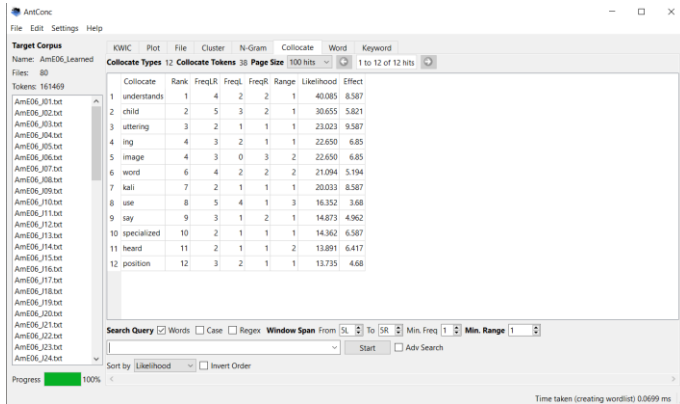 AntConc
File Edit Settings Help
Target Corpus
Name: AmE06_Learned
Files: 80
Tokens: 161469
AmE06_J01.txt
AmE06_J02.txt
AmE06_J03.txt
AmE06_J04.txt
AmE06_J05.txt
AmE06_J06.txt
AmE06_J07.txt
AmE06_J08.txt
AmE06_J09.txt
AmE06_J10.txt
AmE06_J11.txt
AmE06_J12.txt
AmE06_J13.txt
AmE06_J14.txt
AmE06_J15.txt
AmE06_J16.txt
AmE06_J17.txt
AmE06_J18.txt
AmE06_J19.txt
AmE06_J20.txt
AmE06_J21.txt
AmE06_J22.txt
AmE06_J23.txt
AmE06_J24.txt
Progress 100%
KWIC Plot File Cluster N-Gram Collocate Word Keyword
Collocate Types 12 Collocate Tokens 38 Page Size 100 hits 1 to 12 of 12 hits
Collocate Rank FreqLR FreqL FreqR Range Likelihood Effect
1 understands 1 4 2 2 1 40.085 8.587
2 child 2 5 3 2 1 30.655 5.821
3 uttering 3 2 1 1 1 23.023 9.587
4 ing 4 3 2 1 1 22.650 6.85
5 image 4 3 0 3 2 22.650 6.85
6 word 6 4 2 2 2 21.094 5.194
7 kali 7 2 1 1 1 20.033 8.587
8 use 8 5 4 1 3 16.352 3.68
9 say 9 3 1 2 1 14.873 4.962
10 specialized 10 2 1 1 1 14.362 6.587
11 heard 11 2 1 1 2 13.891 6.417
12 position 12 3 2 1 1 13.735 4.68
Search Query Words Case Regex Window Span From 5L To 5R Min. Freq 1 Min. Range 1
Start Adv Search
Sort by Likelihood Invert Order
Time taken (creating wordlist) 0.0699 ms